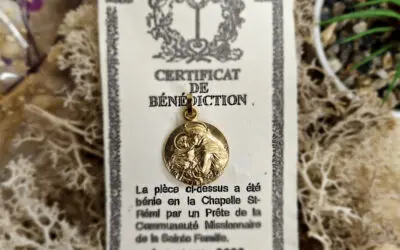 CERTIFICAT
DE
BÉNÉDICTION
La pièce ci-dessus a été
bénie en la Chapelle St-
Rémi par un Prêtre de la
Communauté Missionnaire
de la Sainte Famille.